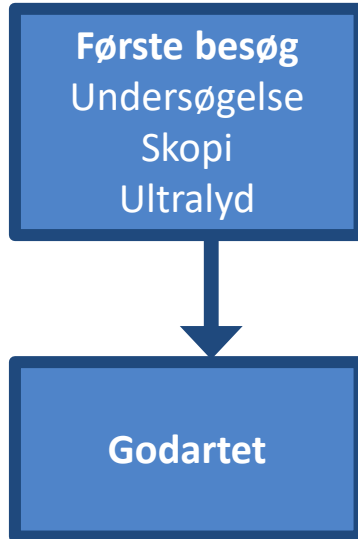 Første besøg
Undersøgelse
Skopi
Ultralyd
Godartet